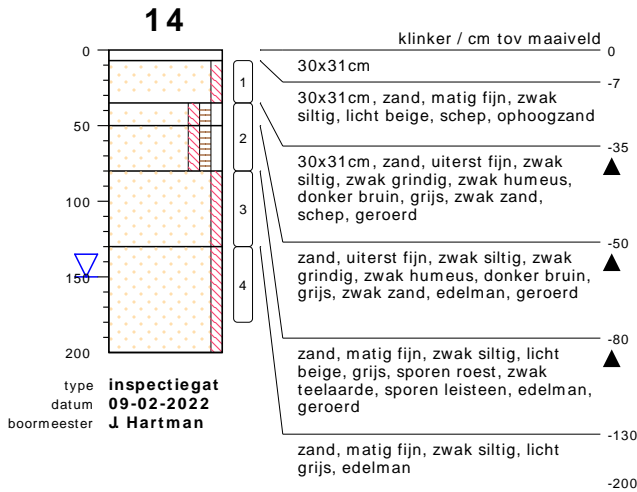 14
klinker / cm tov maaiveld
0
0
30x31cm
-7
30x31cm, zand, matig fijn, zwak
siltig, licht beige, schep, ophoogzand
-35
30x31cm, zand, uiterst fijn, zwak
siltig, zwak grindig, zwak humeus,
donker bruin, grijs, zwak zand,
schep, geroerd
-50
zand, uiterst fijn, zwak siltig, zwak
grindig, zwak humeus, donker bruin,
grijs, zwak zand, edelman, geroerd
-80
zand, matig fijn, zwak siltig, licht
beige, grijs, sporen roest, zwak
teelaarde, sporen leisteen, edelman,
geroerd
-130
zand, matig fijn, zwak siltig, licht
grijs, edelman
-200
50
100
150
200
1
2
3
4
type inspectiegat
datum 09-02-2022
boormeester J. Hartman